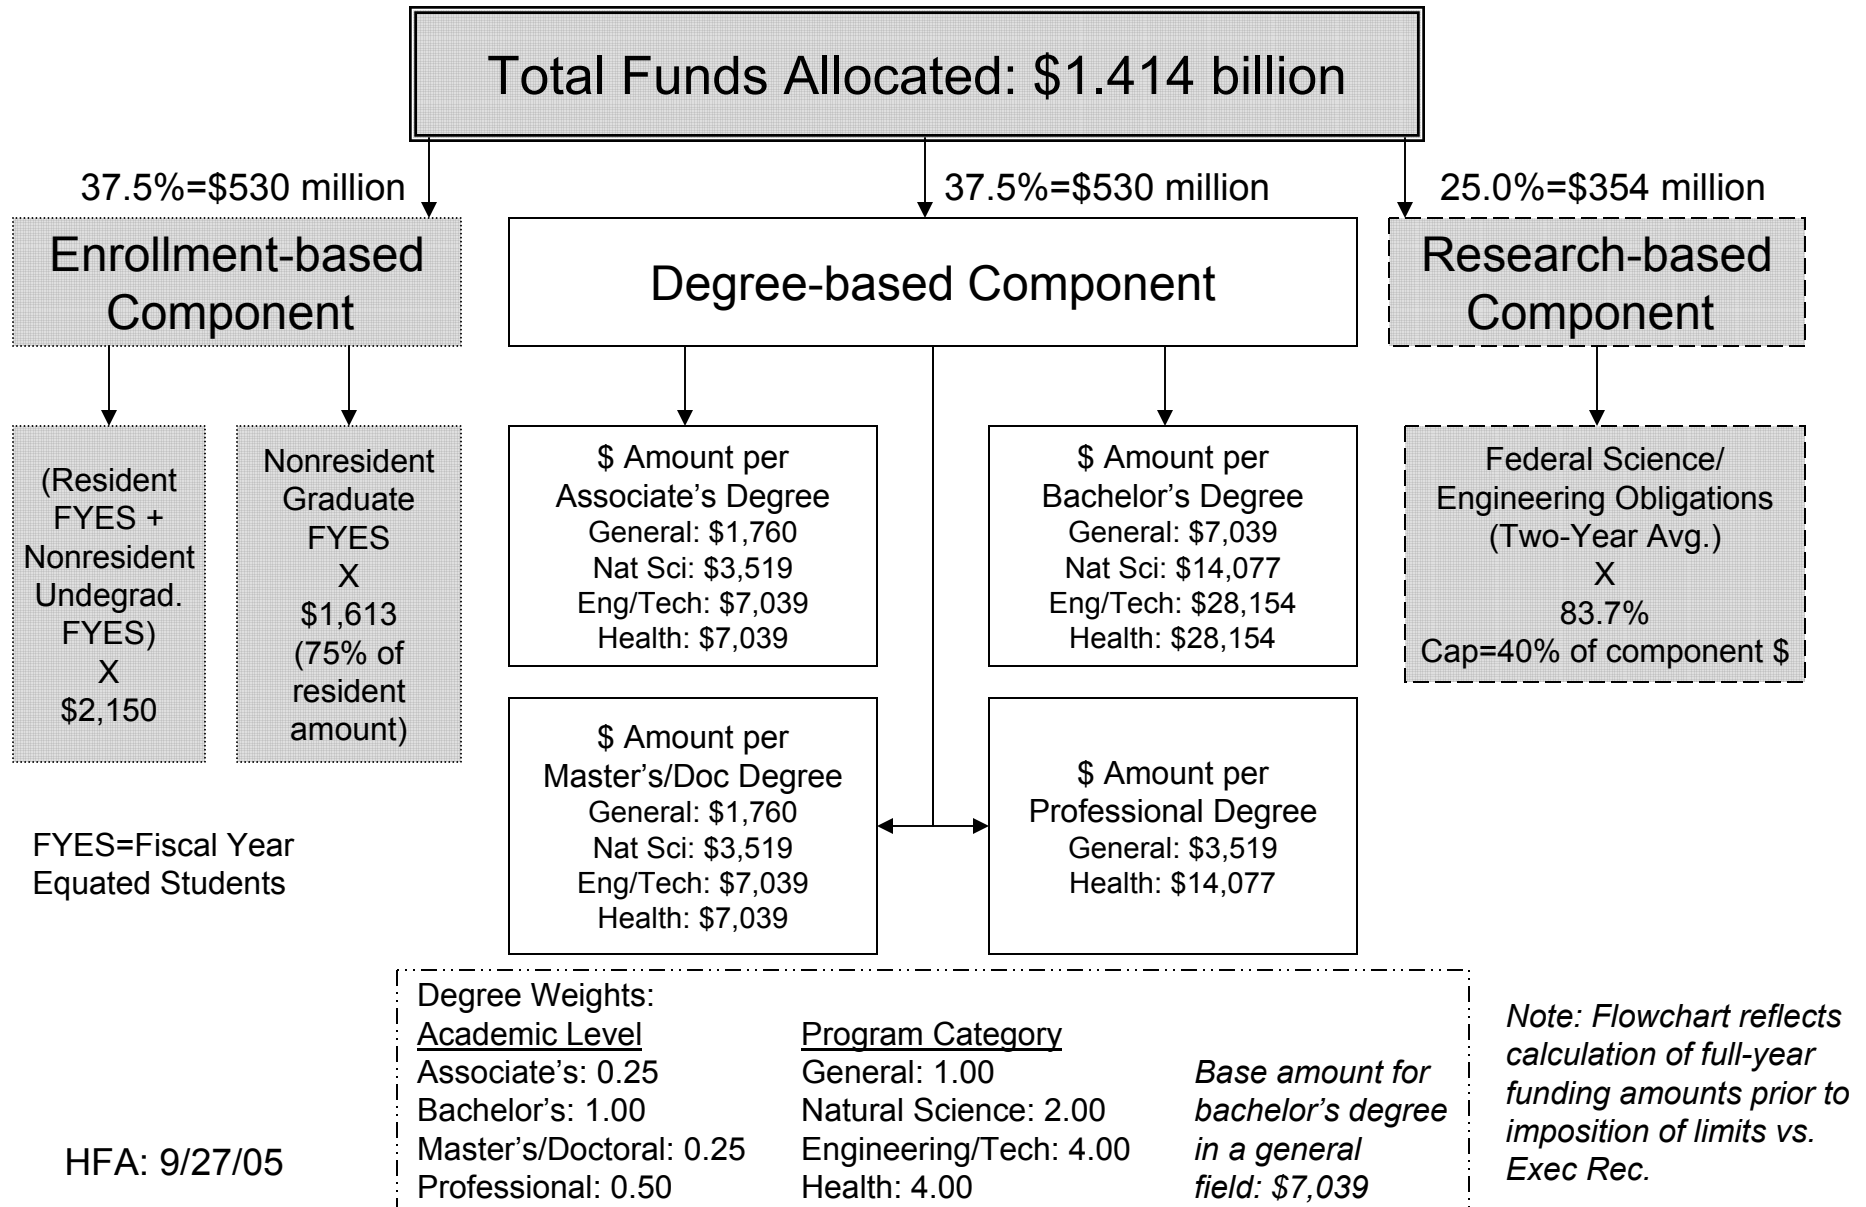 Total Funds Allocated: $1.414 billion
37.5%=$530 million
37.5%=$530 million
25.0%=$354 million
Enrollment-based
Component
Degree-based Component
Research-based
Component
(Resident
FYES +
Nonresident
Undegrad.
FYES)
X
$2,150
Nonresident
Graduate
FYES
X
$1,613
(75% of
resident
amount)
$ Amount per
Associate’s Degree
General: $1,760
Nat Sci: $3,519
Eng/Tech: $7,039
Health: $7,039
$ Amount per
Bachelor’s Degree
General: $7,039
Nat Sci: $14,077
Eng/Tech: $28,154
Health: $28,154
Federal Science/
Engineering Obligations
(Two-Year Avg.)
X
83.7%
Cap=40% of component $
$ Amount per
Master’s/Doc Degree
General: $1,760
Nat Sci: $3,519
Eng/Tech: $7,039
Health: $7,039
$ Amount per
Professional Degree
General: $3,519
Health: $14,077
FYES=Fiscal Year
Equated Students
Degree Weights:
Academic Level
Associate’s: 0.25
Bachelor’s: 1.00
Master’s/Doctoral: 0.25
Professional: 0.50
Program Category
General: 1.00
Natural Science: 2.00
Engineering/Tech: 4.00
Health: 4.00
Base amount for
bachelor’s degree
in a general
field: $7,039
Note: Flowchart reflects
calculation of full-year
funding amounts prior to
imposition of limits vs.
Exec Rec.
HFA: 9/27/05